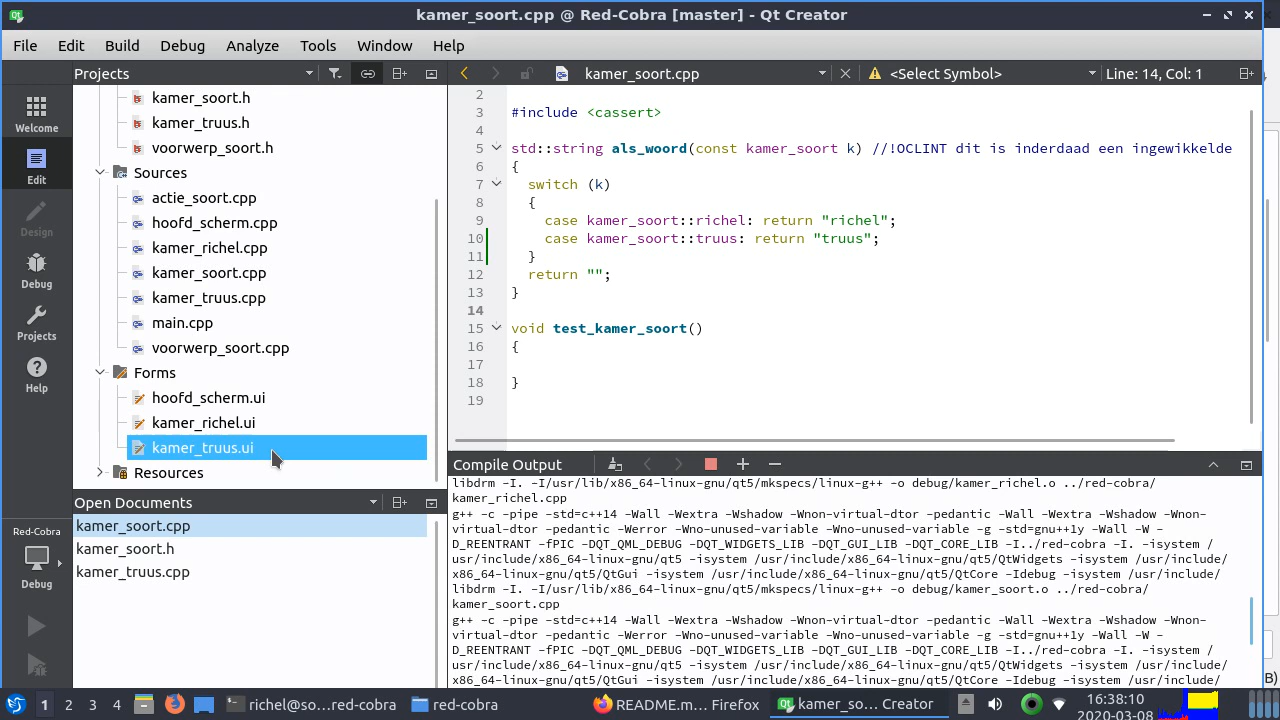 kamer_soort.cpp @ Red-Cobra [master] - Qt Creator
File Edit Build Debug Analyze Tools Window Help
Projects
kamer_soort.cpp
<Select Symbol>
Line: 14, Col: 1
Welcome
Edit
Design
Debug
Projects
Help
Red-Cobra
Debug
kamer_soort.h
kamer_truus.h
voorwerp_soort.h
Sources
actie_soort.cpp
hoofd_scherm.cpp
kamer_richel.cpp
kamer_soort.cpp
kamer_truus.cpp
main.cpp
voorwerp_soort.cpp
Forms
hoofd_scherm.ui
kamer_richel.ui
kamer_truus.ui
Resources
Open Documents
kamer_soort.cpp
kamer_soort.h
kamer_truus.cpp
2
3 #include <cassert>
4
5 std::string als_woord(const kamer_soort k) //!OCLINT dit is inderdaad een ingewikkelde
6 {
7 switch (k)
8 {
9 case kamer_soort::richel: return "richel";
10 case kamer_soort::truus: return "truus";
11 }
12 return "";
13 }
14
15 void test_kamer_soort()
16 {
17
18 }
19
Compile Output
libdrm -I. -I/usr/lib/x86_64-linux-gnu/qt5/mkspecs/linux-g++ -o debug/kamer_richel.o ../red-cobra/
kamer_richel.cpp
g++ -c -pipe -std=c++14 -Wall -Wextra -Wshadow -Wnon-virtual-dtor -pedantic -Wall -Wextra -Wshadow -Wnon-
virtual-dtor -pedantic -Werror -Wno-unused-variable -Wno-unused-variable -g -std=gnu++1y -Wall -W -
D_REENTRANT -fPIC -DQT_QML_DEBUG -DQT_WIDGETS_LIB -DQT_GUI_LIB -DQT_CORE_LIB -I../red-cobra -I. -isystem /
usr/include/x86_64-linux-gnu/qt5 -isystem /usr/include/x86_64-linux-gnu/qt5/QtWidgets -isystem /usr/include/
x86_64-linux-gnu/qt5/QtGui -isystem /usr/include/x86_64-linux-gnu/qt5/QtCore -Idebug -isystem /usr/include/
libdrm -I. -I/usr/lib/x86_64-linux-gnu/qt5/mkspecs/linux-g++ -o debug/kamer_soort.o ../red-cobra/
kamer_soort.cpp
g++ -c -pipe -std=c++14 -Wall -Wextra -Wshadow -Wnon-virtual-dtor -pedantic -Wall -Wextra -Wshadow -Wnon-
virtual-dtor -pedantic -Werror -Wno-unused-variable -Wno-unused-variable -g -std=gnu++1y -Wall -W -
D_REENTRANT -fPIC -DQT_QML_DEBUG -DQT_WIDGETS_LIB -DQT_GUI_LIB -DQT_CORE_LIB -I../red-cobra -I. -isystem /
usr/include/x86_64-linux-gnu/qt5 -isystem /usr/include/x86_64-linux-gnu/qt5/QtWidgets -isystem /usr/include/
x86_64-linux-gnu/qt5/QtGui -isystem /usr/include/x86_64-linux-gnu/qt5/QtCore -Idebug -isystem /usr/include/
B)
1 2 3 4 richel@so...red-cobra red-cobra README.m... Firefox kamer_so... Creator
16:38:10
2020-03-08